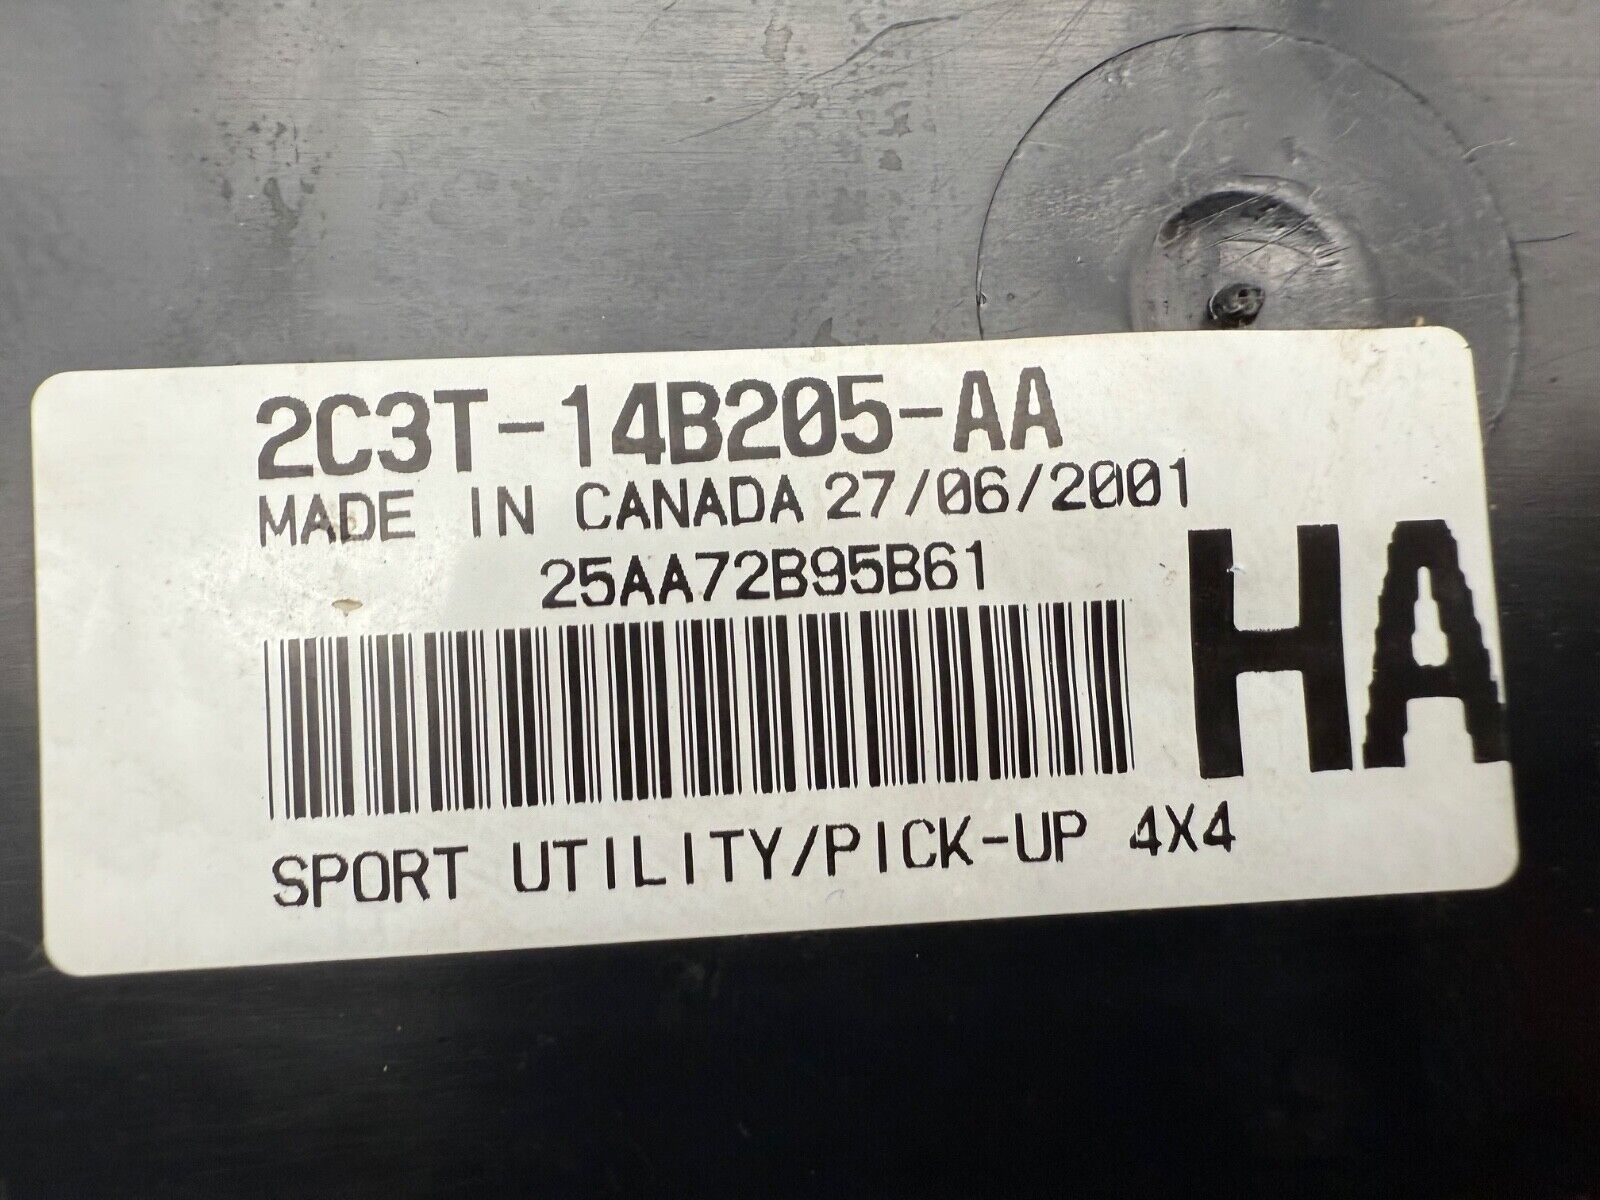 2C3T-14B205-AA
MADE IN CANADA 27/06/2001
25AA72B95B61
HA
SPORT UTILITY/PICK-UP 4X4